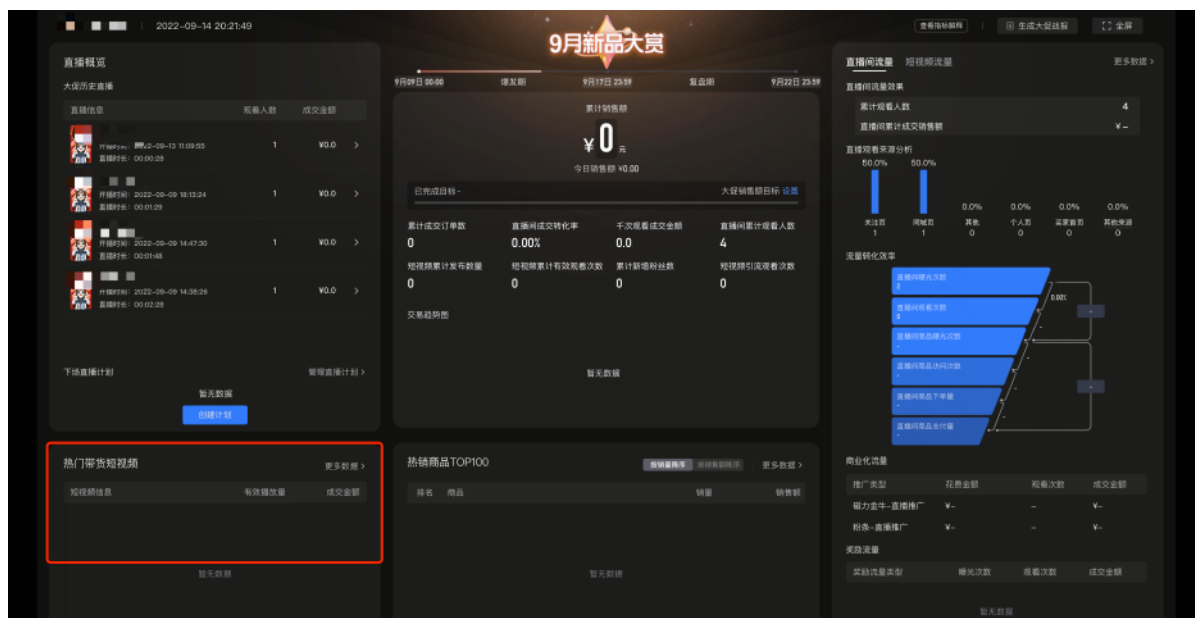 2022-09-14 20:21:49
9月新品大赏
查看指标解释
生成大促战报
全屏
直播概览
大促历史直播
直播信息 观看人数 成交金额
开播时间: 2022-09-13 11:09:55
直播时长: 00:00:28
1 ¥0.0 >
开播时间: 2022-09-09 18:13:24
直播时长: 00:01:29
1 ¥0.0 >
开播时间: 2022-09-09 14:47:30
直播时长: 00:01:48
1 ¥0.0 >
开播时间: 2022-09-09 14:38:26
直播时长: 00:02:28
1 ¥0.0 >
下场直播计划 管理直播计划 >
暂无数据
创建计划
热门带货短视频 更多数据 >
短视频信息 有效播放量 成交金额
暂无数据
9月09日 00:00 爆发期 9月17日 23:59 复盘期 9月22日 23:59
累计销售额
¥0元
今日销售额 ¥0.00
已完成目标- 大促销售额目标 设置
累计成交订单数 直播间成交转化率 千次观看成交金额 直播间累计观看人数
0 0.00% 0.0 4
短视频累计发布数量 短视频累计有效观看次数 累计新增粉丝数 短视频引流观看次数
0 0 0 0
交易趋势图
暂无数据
热销商品TOP100 按销量降序 按销售额降序 更多数据 >
排名 商品 销量 销售额
暂无数据
直播间流量 短视频流量 更多数据 >
直播间流量效果
累计观看人数 4
直播间累计成交销售额 ¥-
直播观看来源分析
50.0% 50.0% 0.0% 0.0% 0.0% 0.0%
关注页 同城页 其他 个人页 买家首页 其他来源
1 1 0 0 0 0
流量转化效率
直播间曝光次数
2
直播间观看次数
0
0.00%
直播间商品曝光次数
-
直播间商品访问次数
-
直播间商品下单量
-
直播间商品支付量
-
商业化流量
推广类型 花费金额 观看次数 成交金额
磁力金牛-直播推广 ¥- - ¥-
粉条-直播推广 ¥- - ¥-
奖励流量
奖励流量类型 曝光次数 观看次数 成交金额
暂无数据